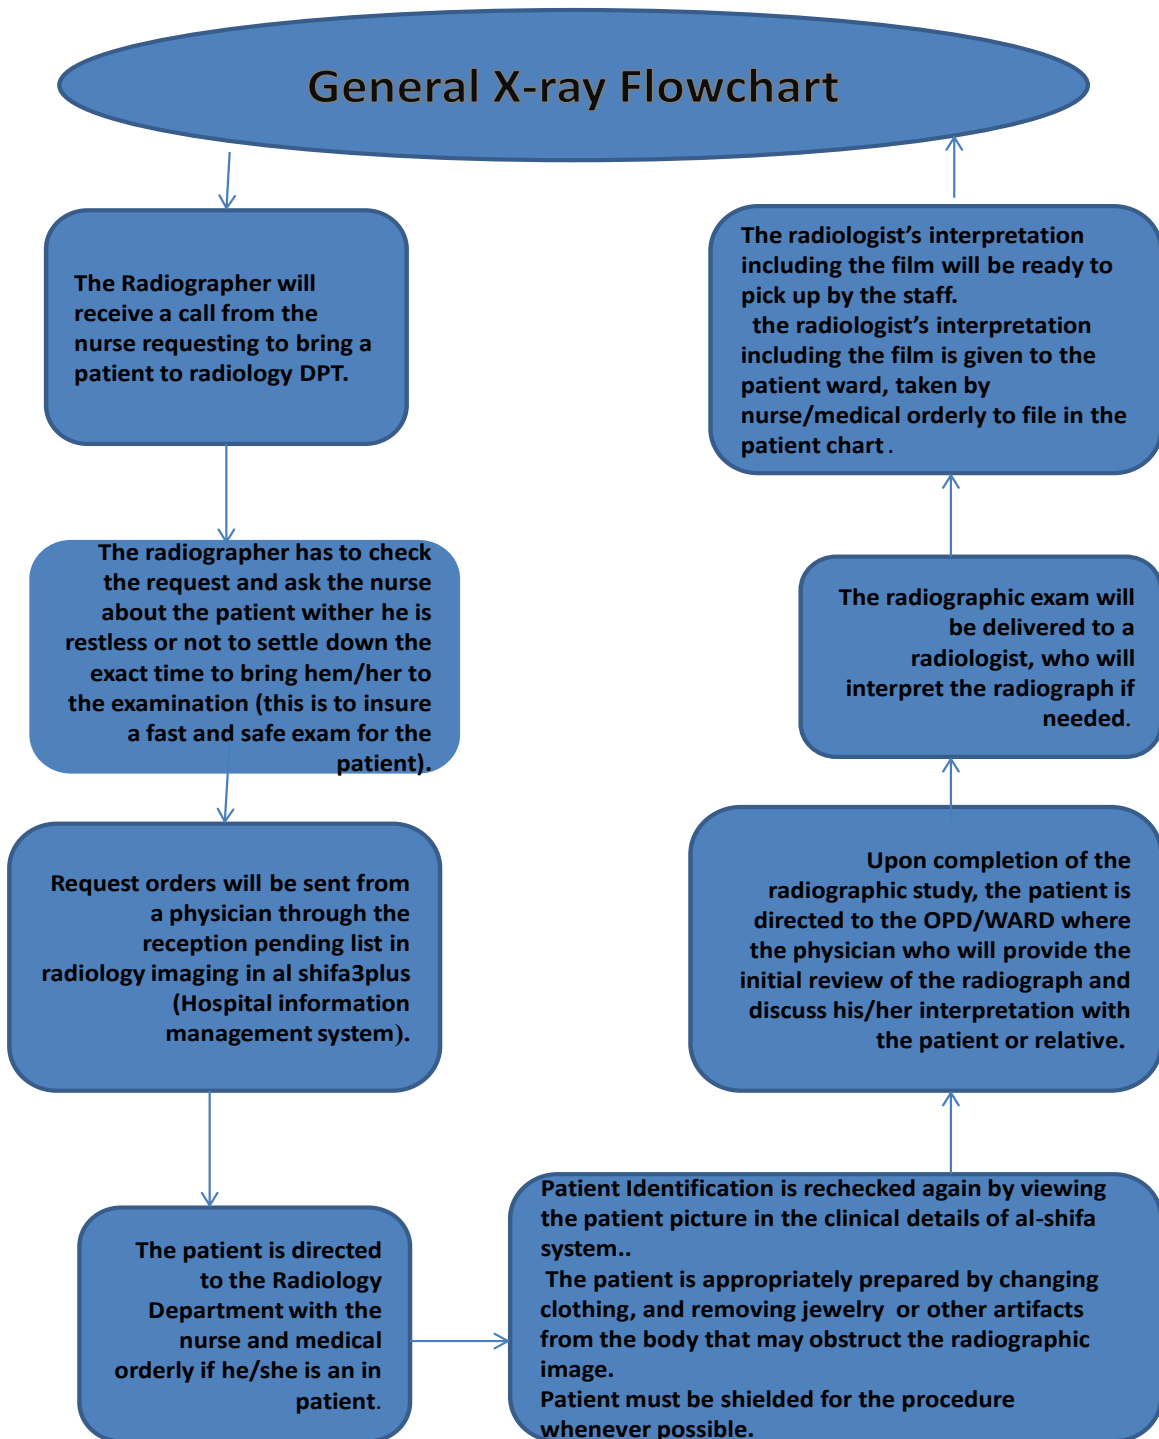 General X-ray Flowchart
The Radiographer will
receive a call from the
nurse requesting to bring a
patient to radiology DPT.
The radiographer has to check
the request and ask the nurse
about the patient wither he is
restless or not to settle down the
exact time to bring hem/her to
the examination (this is to insure
a fast and safe exam for the
patient).
Request orders will be sent from
a physician through the
reception pending list in
radiology imaging in al shifa3plus
(Hospital information
management system).
The patient is directed
to the Radiology
Department with the
nurse and medical
orderly if he/she is an in
patient.
Patient Identification is rechecked again by viewing
the patient picture in the clinical details of al-shifa
system..
The patient is appropriately prepared by changing
clothing, and removing jewelry or other artifacts
from the body that may obstruct the radiographic
image.
Patient must be shielded for the procedure
whenever possible.
Upon completion of the
radiographic study, the patient is
directed to the OPD/WARD where
the physician who will provide the
initial review of the radiograph and
discuss his/her interpretation with
the patient or relative.
The radiographic exam will
be delivered to a
radiologist, who will
interpret the radiograph if
needed.
The radiologist’s interpretation
including the film will be ready to
pick up by the staff.
the radiologist’s interpretation
including the film is given to the
patient ward, taken by
nurse/medical orderly to file in the
patient chart .